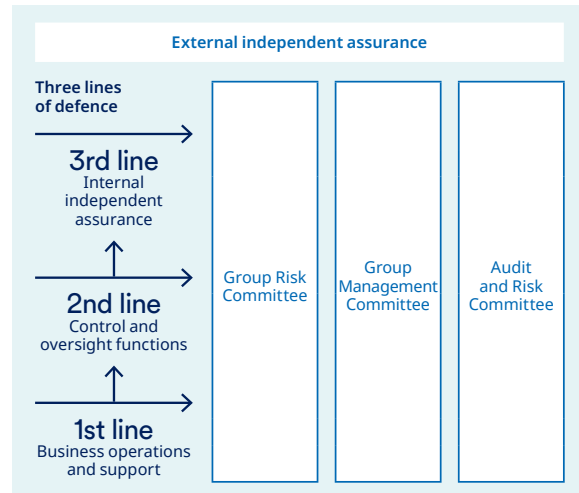 External independent assurance
Three lines
of defence
3rd line
Internal
independent
assurance
2nd line
Control and
oversight functions
1st line
Business operations
and support
Group Risk
Committee
Group
Management
Committee
Audit
and Risk
Committee